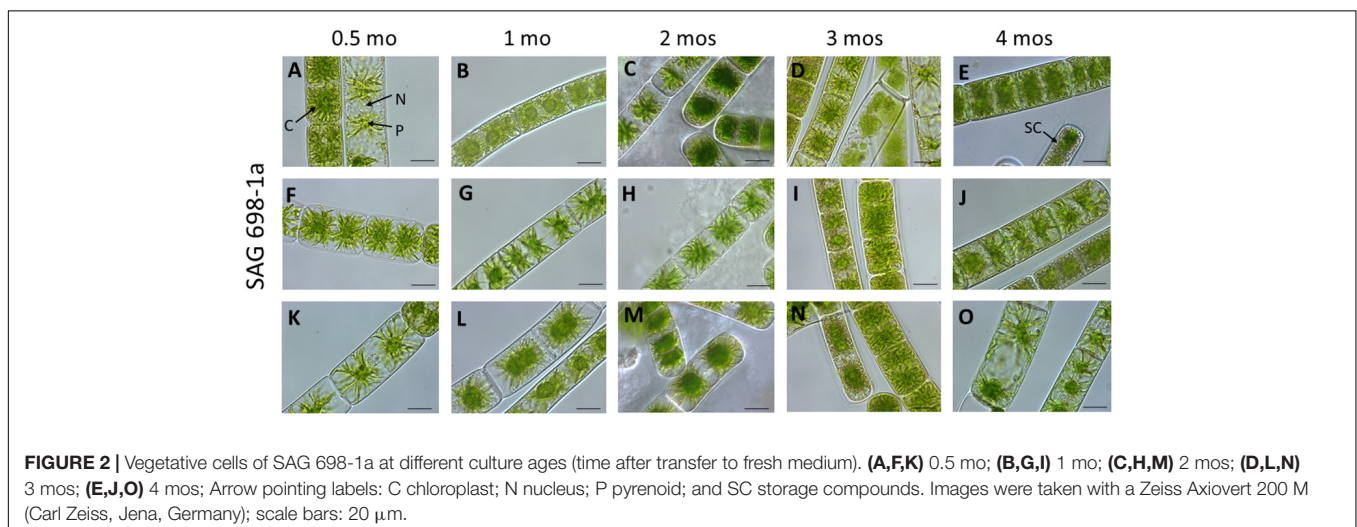 0.5 mo 1 mo 2 mos 3 mos 4 mos
A B C D E
N
C
P
SC
SAG 698-1a
F G H I J
K L M N O
FIGURE 2 | Vegetative cells of SAG 698-1a at different culture ages (time after transfer to fresh medium). (A,F,K) 0.5 mo; (B,G,I) 1 mo; (C,H,M) 2 mos; (D,L,N)
3 mos; (E,J,O) 4 mos; Arrow pointing labels: C chloroplast; N nucleus; P pyrenoid; and SC storage compounds. Images were taken with a Zeiss Axiovert 200 M
(Carl Zeiss, Jena, Germany); scale bars: 20 μm.